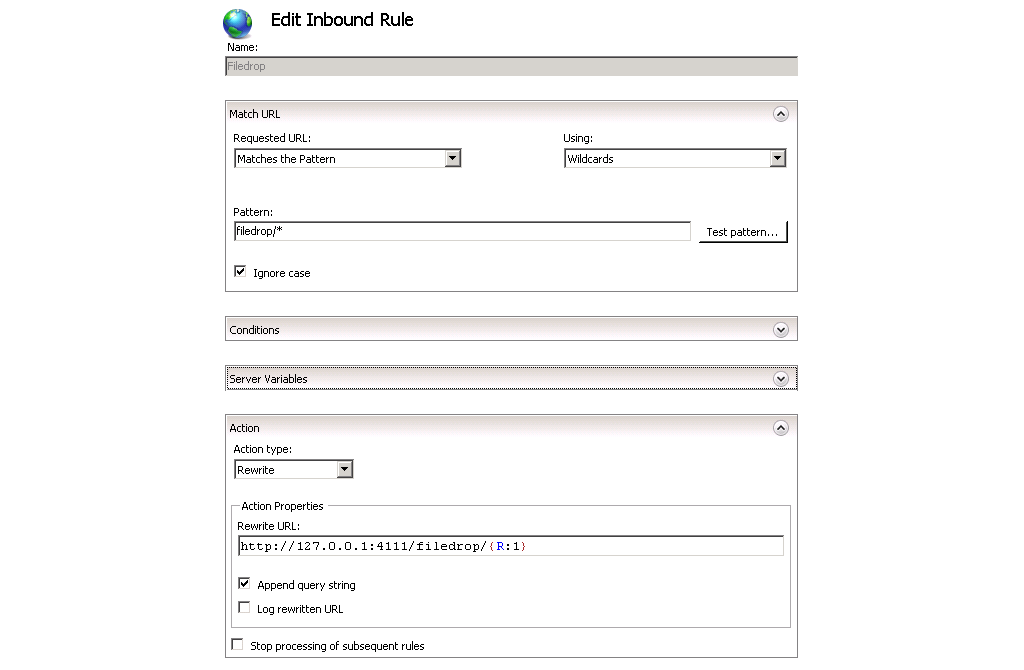 Edit Inbound Rule
Name:
Filedrop
Match URL
Requested URL: Using:
Matches the Pattern Wildcards
Pattern:
filedrop/* Test pattern...
Ignore case
Conditions
Server Variables
Action
Action type:
Rewrite
Action Properties
Rewrite URL:
http://127.0.0.1:4111/filedrop/{R:1}
Append query string
Log rewritten URL
Stop processing of subsequent rules